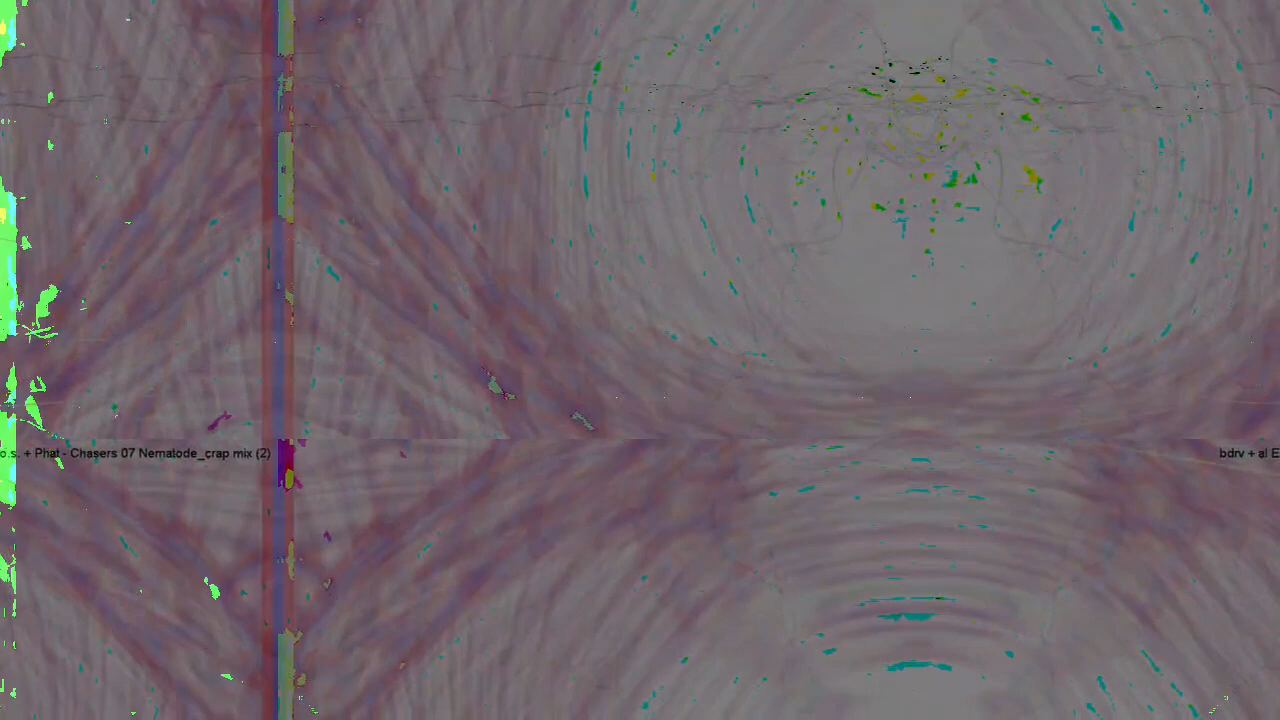 o.s. + Phat - Chasers 07 Nematode_crap mix (2)
bdrv + al E